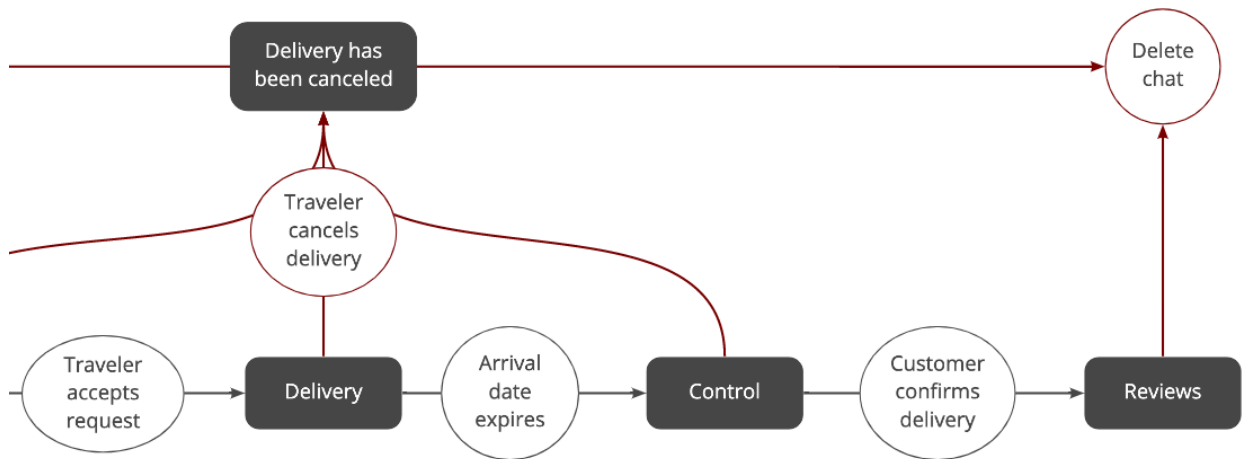 Delivery has
been canceled
Delete
chat
Traveler
cancels
delivery
Traveler
accepts
request
Delivery
Arrival
date
expires
Control
Customer
confirms
delivery
Reviews